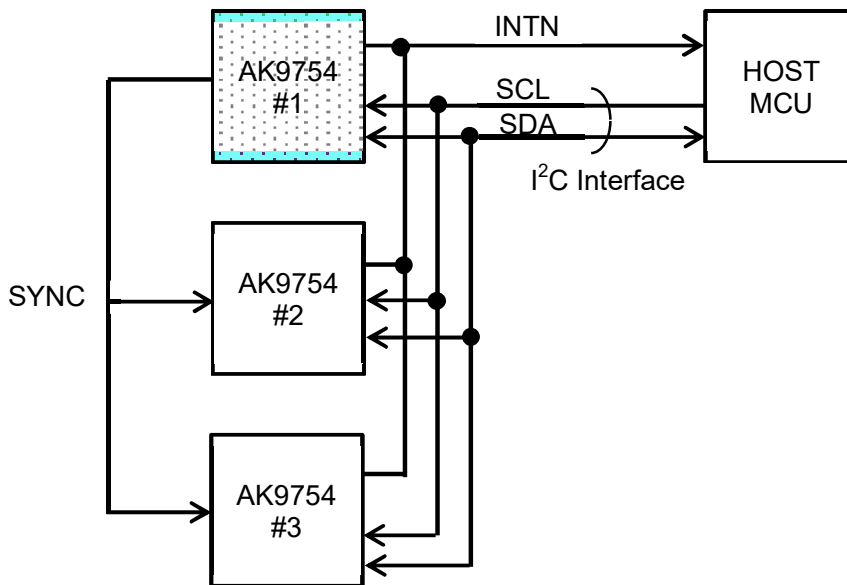 INTN
AK9754
#1
HOST
MCU
SCL
SDA
I²C Interface
AK9754
#2
SYNC
AK9754
#3